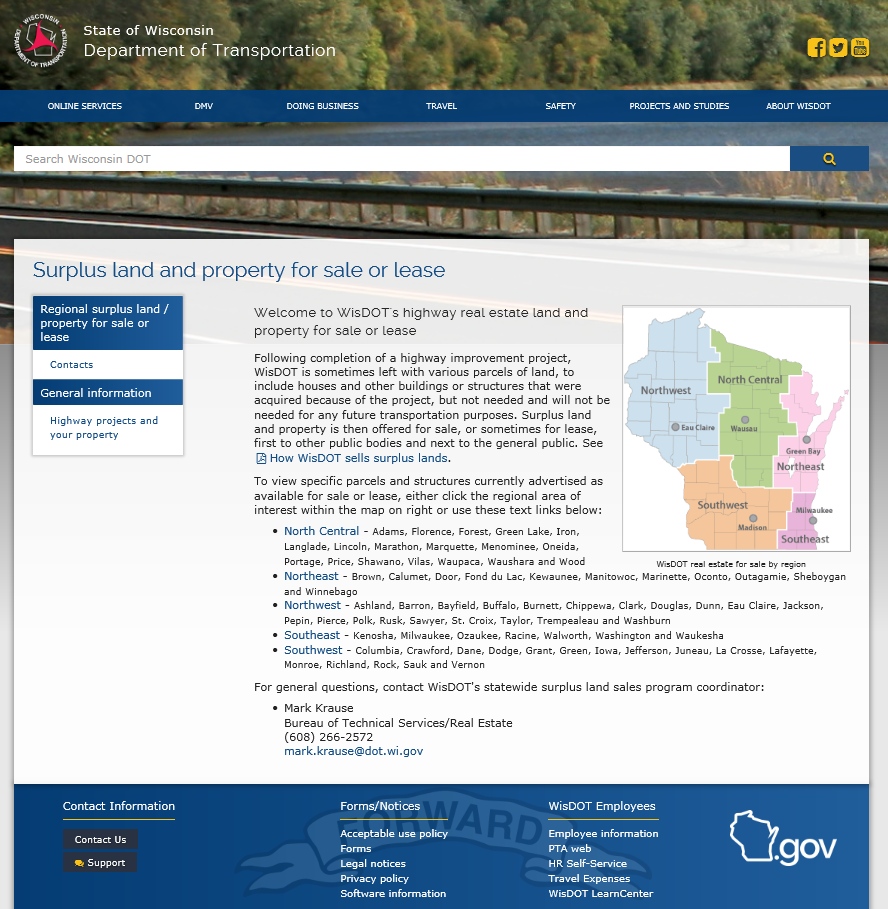 WISCONSIN
DEPARTMENT OF TRANSPORTATION
State of Wisconsin
Department of Transportation
You
Tube
ONLINE SERVICES DMV DOING BUSINESS TRAVEL SAFETY PROJECTS AND STUDIES ABOUT WISDOT
Search Wisconsin DOT
Surplus land and property for sale or lease
Regional surplus land /
property for sale or
lease
Contacts
General information
Highway projects and
your property
Welcome to WisDOT's highway real estate land and
property for sale or lease
Following completion of a highway improvement project,
WisDOT is sometimes left with various parcels of land, to
include houses and other buildings or structures that were
acquired because of the project, but not needed and will not be
needed for any future transportation purposes. Surplus land
and property is then offered for sale, or sometimes for lease,
first to other public bodies and next to the general public. See
How WisDOT sells surplus lands.
To view specific parcels and structures currently advertised as
available for sale or lease, either click the regional area of
interest within the map on right or use these text links below:
Northwest
North Central
Eau Claire
Wausau
Green Bay
Northeast
Southwest
Milwaukee
Madison
Southeast
WisDOT real estate for sale by region
• North Central - Adams, Florence, Forest, Green Lake, Iron,
Langlade, Lincoln, Marathon, Marquette, Menominee, Oneida,
Portage, Price, Shawano, Vilas, Waupaca, Waushara and Wood
• Northeast - Brown, Calumet, Door, Fond du Lac, Kewaunee, Manitowoc, Marinette, Oconto, Outagamie, Sheboygan
and Winnebago
• Northwest - Ashland, Barron, Bayfield, Buffalo, Burnett, Chippewa, Clark, Douglas, Dunn, Eau Claire, Jackson,
Pepin, Pierce, Polk, Rusk, Sawyer, St. Croix, Taylor, Trempealeau and Washburn
• Southeast - Kenosha, Milwaukee, Ozaukee, Racine, Walworth, Washington and Waukesha
• Southwest - Columbia, Crawford, Dane, Dodge, Grant, Green, Iowa, Jefferson, Juneau, La Crosse, Lafayette,
Monroe, Richland, Rock, Sauk and Vernon
For general questions, contact WisDOT's statewide surplus land sales program coordinator:
• Mark Krause
Bureau of Technical Services/Real Estate
(608) 266-2572
mark.krause@dot.wi.gov
FORWARD
Contact Information
Contact Us
Support
Forms/Notices
Acceptable use policy
Forms
Legal notices
Privacy policy
Software information
WisDOT Employees
Employee information
PTA web
HR Self-Service
Travel Expenses
WisDOT LearnCenter
.gov